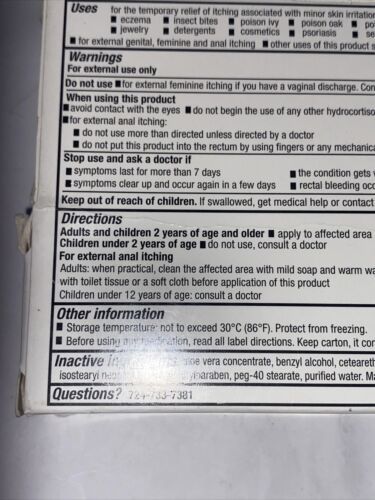 Uses for the temporary relief of itching associated with minor skin irritation
■ eczema ■ insect bites ■ poison ivy ■ poison oak ■ po
■ jewelry ■ detergents ■ cosmetics ■ psoriasis ■ se
■ for external genital, feminine and anal itching ■ other uses of this product s
Warnings
For external use only
Do not use ■ for external feminine itching if you have a vaginal discharge. Con
When using this product
■ avoid contact with the eyes ■ do not begin the use of any other hydrocortiso
■ for external anal itching:
■ do not use more than directed unless directed by a doctor
■ do not put this product into the rectum by using fingers or any mechanica
Stop use and ask a doctor if
■ symptoms last for more than 7 days ■ the condition gets
■ symptoms clear up and occur again in a few days ■ rectal bleeding occ
Keep out of reach of children. If swallowed, get medical help or contact
Directions
Adults and children 2 years of age and older ■ apply to affected area
Children under 2 years of age ■ do not use, consult a doctor
For external anal itching
Adults: when practical, clean the affected area with mild soap and warm wa
with toilet tissue or a soft cloth before application of this product
Children under 12 years of age: consult a doctor
Other information
■ Storage temperature: not to exceed 30°C (86°F). Protect from freezing.
■ Before using any medication, read all label directions. Keep carton, it con
Inactive aloe vera concentrate, benzyl alcohol, ceteareth
isostearyl paraben, peg-40 stearate, purified water. Ma
Questions? 724-733-7381